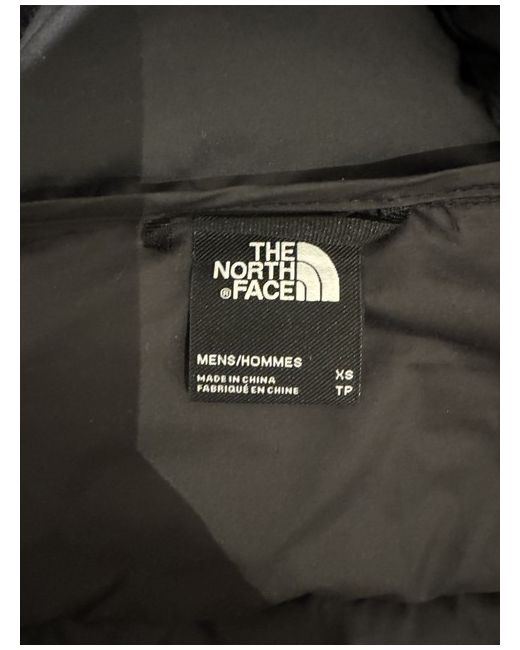 THE
NORTH
®FACE
MENS/HOMMES XS
MADE IN CHINA
FABRIQUÉ EN CHINE TP